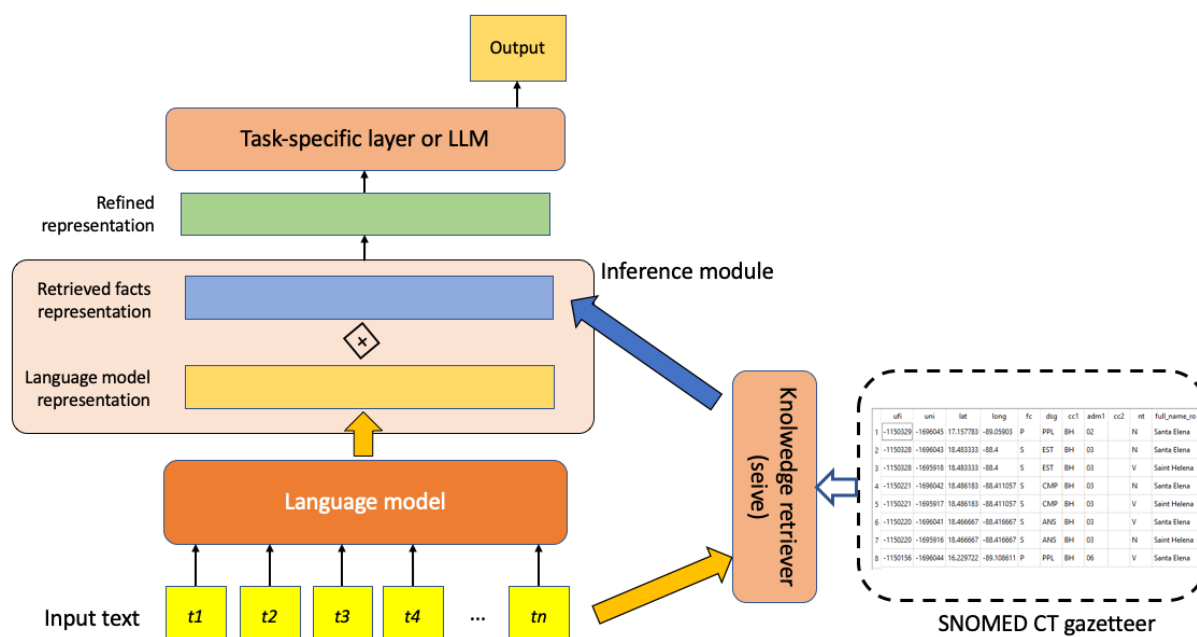 Output
Task-specific layer or LLM
Refined
representation
Inference module
Retrieved facts
representation
+
Language model
representation
Language model
Input text
t1 t2 t3 t4 ... tn
Knolwedge retriever
(seive)
ufi uni lat long fc dsg cc1 adm1 cc2 nt full_name_ro
1 -1150329 -1696045 17.157783 -89.05903 P PPL BH 02 N Santa Elena
2 -1150328 -1696043 18.483333 -88.4 S EST BH 03 N Santa Elena
3 -1150328 -1695918 18.483333 -88.4 S EST BH 03 V Saint Helena
4 -1150221 -1696042 18.486183 -88.411057 S CMP BH 03 N Santa Elena
5 -1150221 -1695917 18.486183 -88.411057 S CMP BH 03 V Saint Helena
6 -1150220 -1696041 18.466667 -88.416667 S ANS BH 03 V Santa Elena
7 -1150220 -1695916 18.466667 -88.416667 S ANS BH 03 N Saint Helena
8 -1150156 -1696044 16.229722 -89.108611 P PPL BH 06 V Santa Elena
SNOMED CT gazetteer